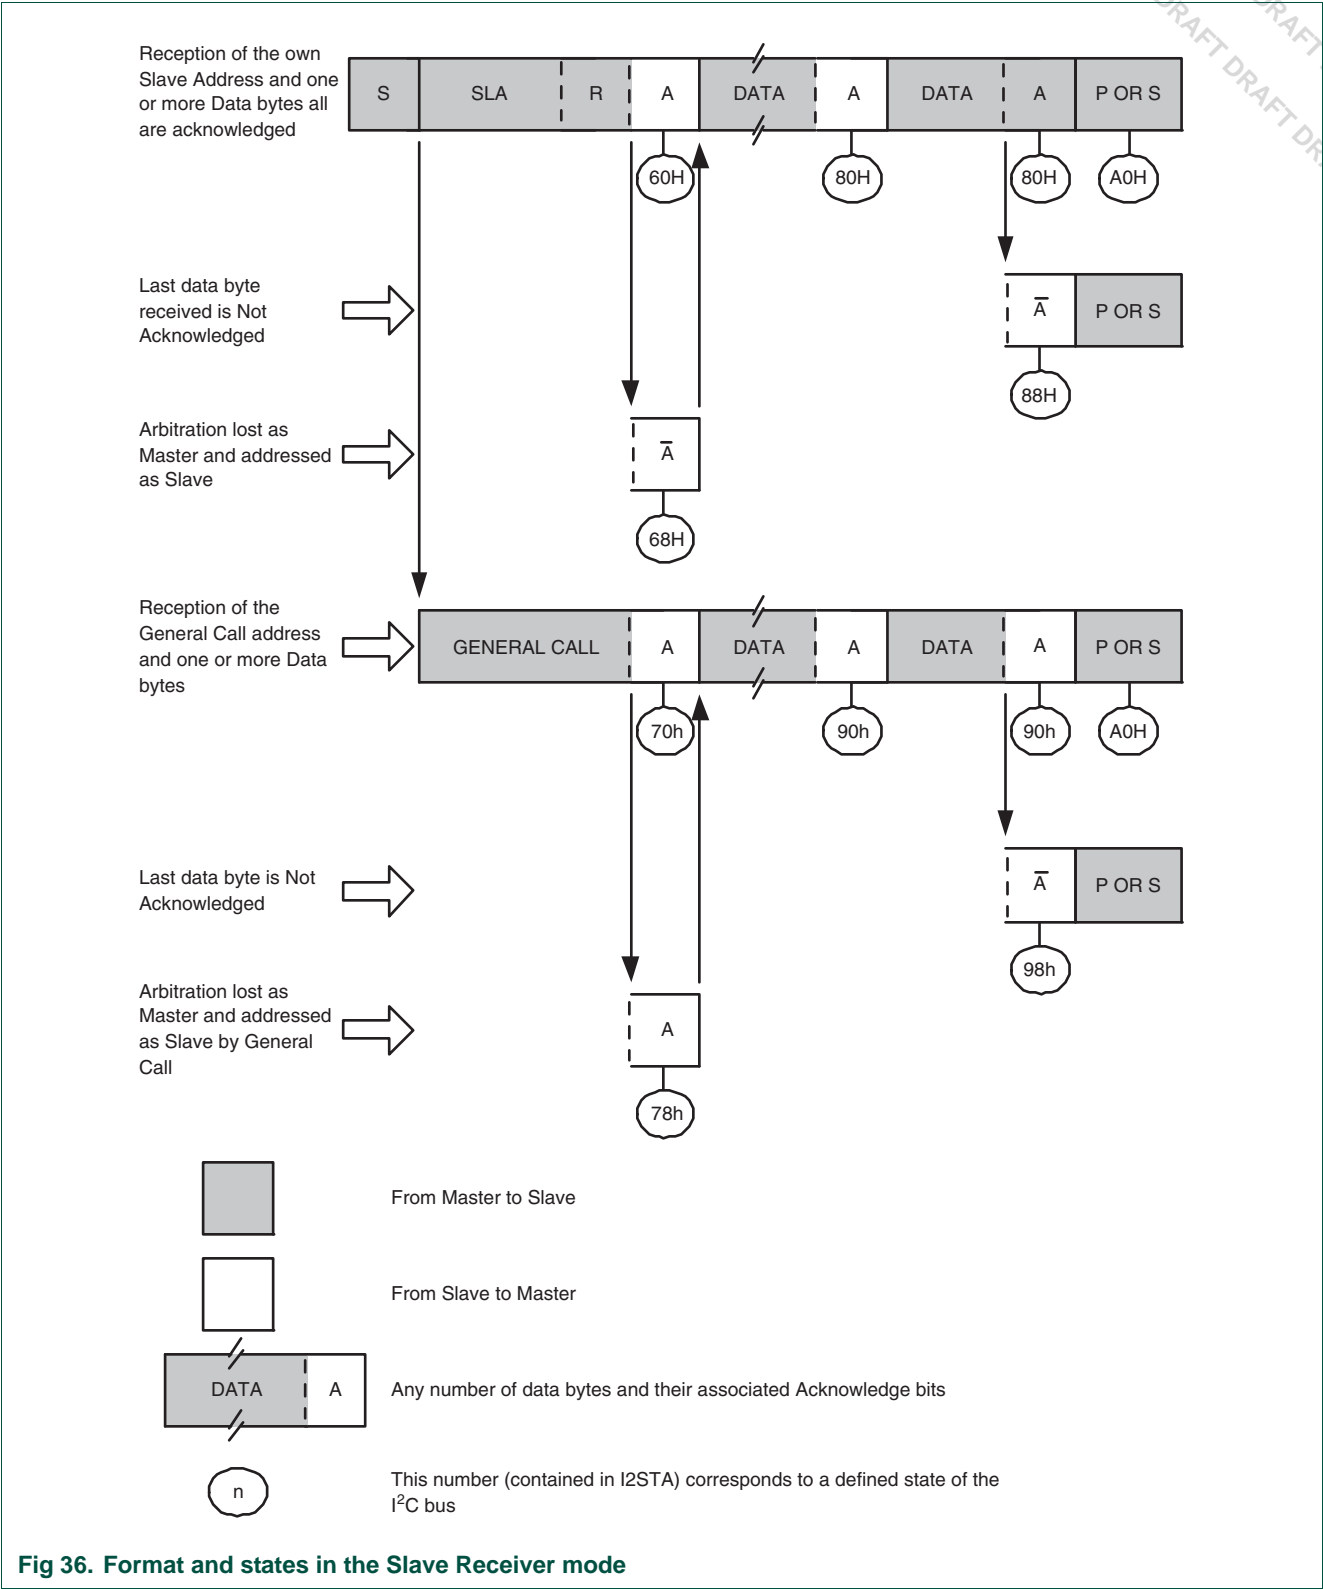 DRAFT DRAFT DR
DRAFT
Reception of the own
Slave Address and one
or more Data bytes all
are acknowledged
S SLA R A DATA A DATA A P OR S
60H 80H 80H A0H
Last data byte
received is Not
Acknowledged
A̅ P OR S
88H
Arbitration lost as
Master and addressed
as Slave
A̅
68H
Reception of the
General Call address
and one or more Data
bytes
GENERAL CALL A DATA A DATA A P OR S
70h 90h 90h A0H
Last data byte is Not
Acknowledged
A̅ P OR S
98h
Arbitration lost as
Master and addressed
as Slave by General
Call
A
78h
From Master to Slave
From Slave to Master
DATA A Any number of data bytes and their associated Acknowledge bits
n
This number (contained in I2STA) corresponds to a defined state of the
I²C bus
Fig 36. Format and states in the Slave Receiver mode